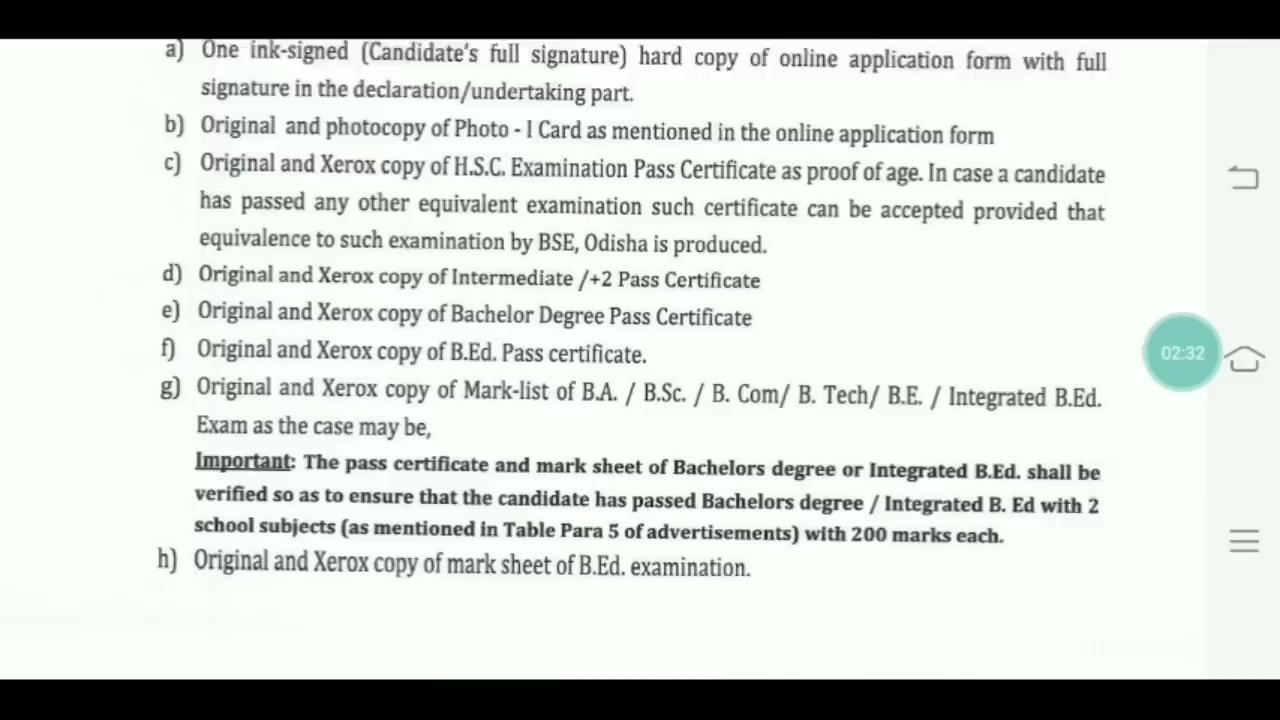 a) One ink-signed (Candidate's full signature) hard copy of online application form with full
signature in the declaration/undertaking part.
b) Original and photocopy of Photo - I Card as mentioned in the online application form
c) Original and Xerox copy of H.S.C. Examination Pass Certificate as proof of age. In case a candidate
has passed any other equivalent examination such certificate can be accepted provided that
equivalence to such examination by BSE, Odisha is produced.
d) Original and Xerox copy of Intermediate /+2 Pass Certificate
e) Original and Xerox copy of Bachelor Degree Pass Certificate
f) Original and Xerox copy of B.Ed. Pass certificate.
02:32
g) Original and Xerox copy of Mark-list of B.A. / B.Sc. / B. Com/ B. Tech/ B.E. / Integrated B.Ed.
Exam as the case may be,
Important: The pass certificate and mark sheet of Bachelors degree or Integrated B.Ed. shall be
verified so as to ensure that the candidate has passed Bachelors degree / Integrated B. Ed with 2
school subjects (as mentioned in Table Para 5 of advertisements) with 200 marks each.
h) Original and Xerox copy of mark sheet of B.Ed. examination.